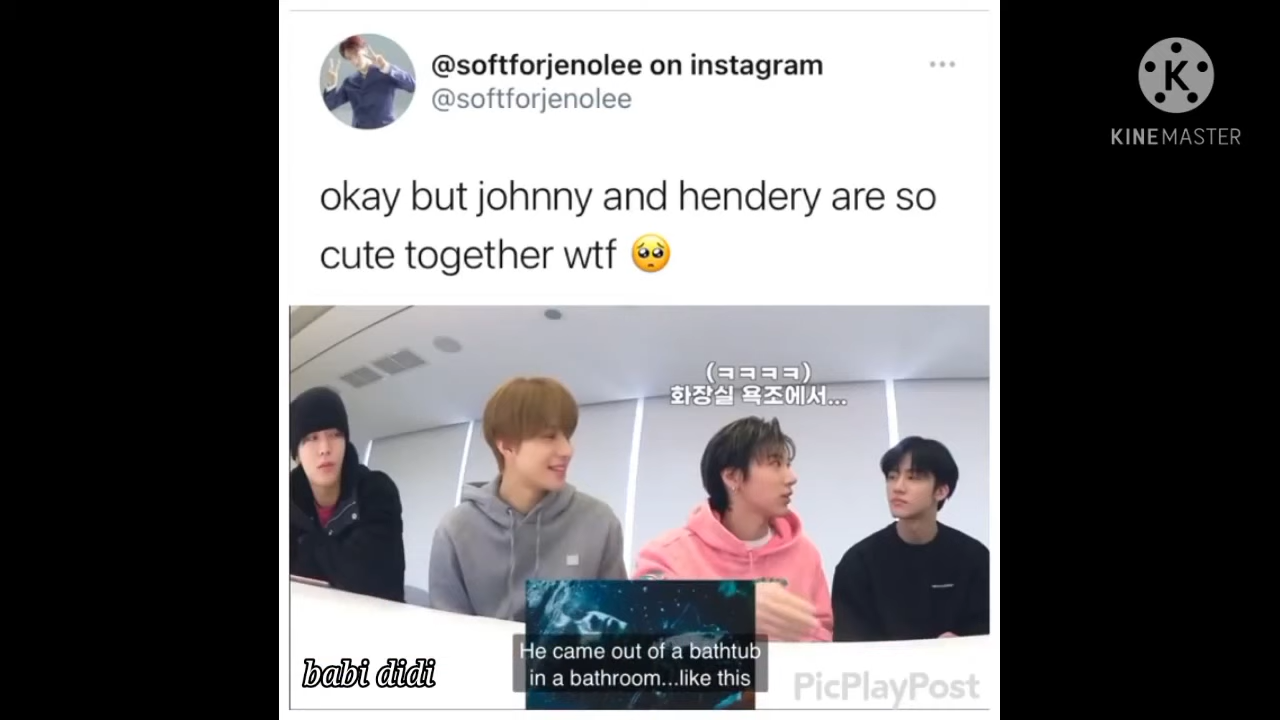 @softforjenolee on instagram
@softforjenolee
K
KINEMASTER
okay but johnny and hendery are so
cute together wtf 🥺
(ㅋㅋㅋㅋ)
화장실 욕조에서...
He came out of a bathtub
in a bathroom...like this
babi didi
PicPlayPost